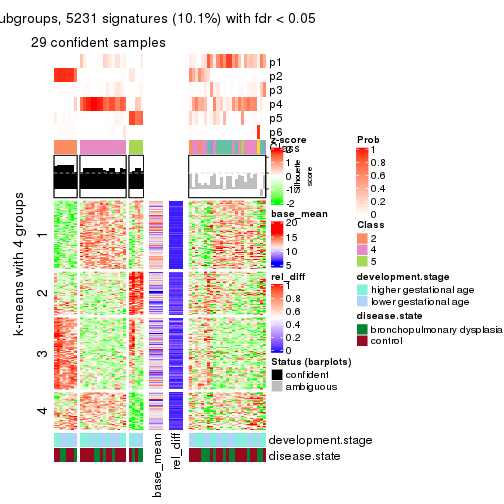 ubgroups, 5231 signatures (10.1%) with fdr < 0.05
29 confident samples
p1
p2
p3
p4
p5
p6
Class
z-score
2
-2
Silhouette
score
k-means with 4 groups
1
2
3
4
base_mean
20
15
10
5
rel_diff
1
0.8
0.6
0.4
0.2
0
Status (barplots)
confident
ambiguous
Prob
1
0.8
0.6
0.4
0.2
0
Class
2
4
5
development.stage
higher gestational age
lower gestational age
disease.state
bronchopulmonary dysplasia
control
development.stage
disease.state
base_mean
rel_diff